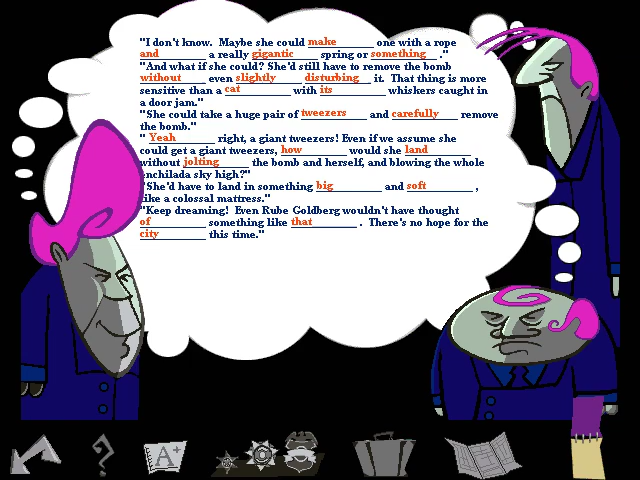 "I don't know. Maybe she could make one with a rope
and a really gigantic spring or something ."
"And what if she could? She'd still have to remove the bomb
without even slightly disturbing it. That thing is more
sensitive than a cat with its whiskers caught in
a door jam."
"She could take a huge pair of tweezers and carefully remove
the bomb."
" Yeah right, a giant tweezers! Even if we assume she
could get a giant tweezers, how would she land
without jolting the bomb and herself, and blowing the whole
enchilada sky high?"
"She'd have to land in something big and soft ,
like a colossal mattress."
"Keep dreaming! Even Rube Goldberg wouldn't have thought
of something like that . There's no hope for the
city this time."
? A+